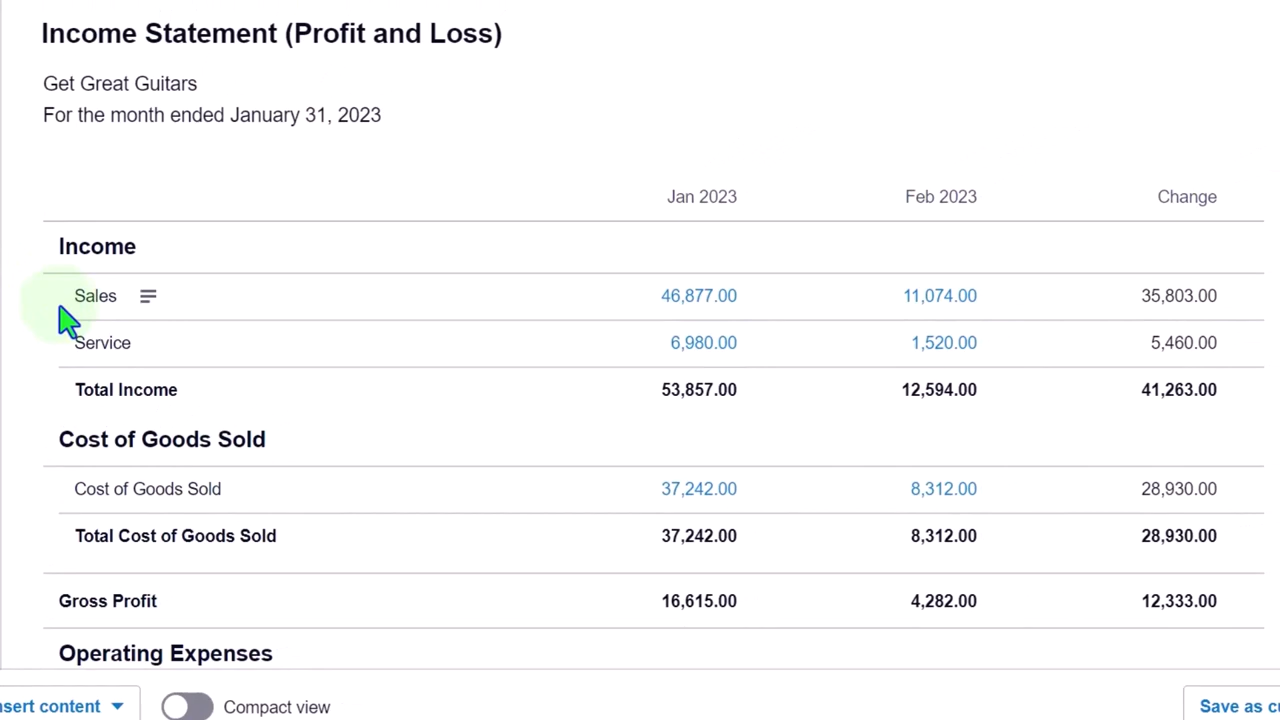 Income Statement (Profit and Loss)
Get Great Guitars
For the month ended January 31, 2023
Jan 2023 Feb 2023 Change
Income
Sales 46,877.00 11,074.00 35,803.00
Service 6,980.00 1,520.00 5,460.00
Total Income 53,857.00 12,594.00 41,263.00
Cost of Goods Sold
Cost of Goods Sold 37,242.00 8,312.00 28,930.00
Total Cost of Goods Sold 37,242.00 8,312.00 28,930.00
Gross Profit 16,615.00 4,282.00 12,333.00
Operating Expenses
nsert content Compact view Save as cu